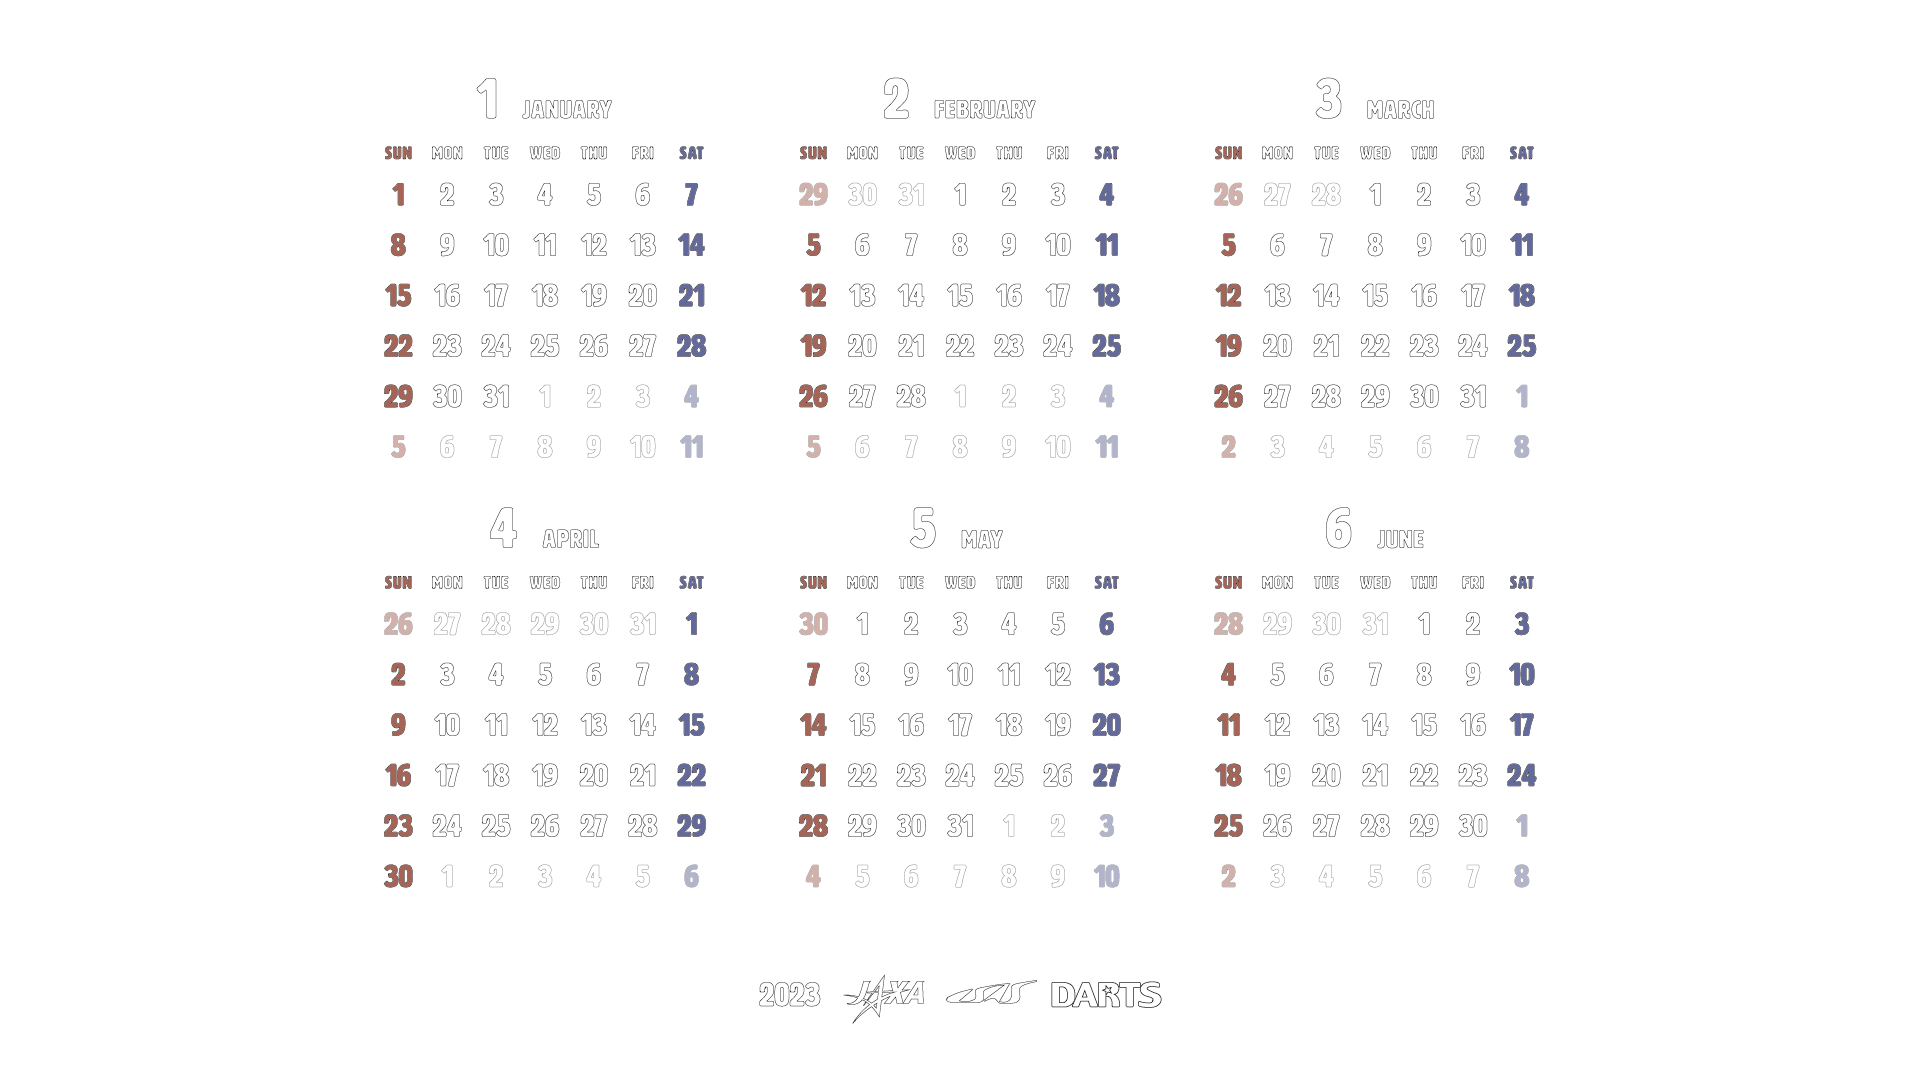 1 JANUARY
SUN MON TUE WED THU FRI SAT
1 2 3 4 5 6 7
8 9 10 11 12 13 14
15 16 17 18 19 20 21
22 23 24 25 26 27 28
29 30 31 1 2 3 4
5 6 7 8 9 10 11
2 FEBRUARY
SUN MON TUE WED THU FRI SAT
29 30 31 1 2 3 4
5 6 7 8 9 10 11
12 13 14 15 16 17 18
19 20 21 22 23 24 25
26 27 28 1 2 3 4
5 6 7 8 9 10 11
3 MARCH
SUN MON TUE WED THU FRI SAT
26 27 28 1 2 3 4
5 6 7 8 9 10 11
12 13 14 15 16 17 18
19 20 21 22 23 24 25
26 27 28 29 30 31 1
2 3 4 5 6 7 8
4 APRIL
SUN MON TUE WED THU FRI SAT
26 27 28 29 30 31 1
2 3 4 5 6 7 8
9 10 11 12 13 14 15
16 17 18 19 20 21 22
23 24 25 26 27 28 29
30 1 2 3 4 5 6
5 MAY
SUN MON TUE WED THU FRI SAT
30 1 2 3 4 5 6
7 8 9 10 11 12 13
14 15 16 17 18 19 20
21 22 23 24 25 26 27
28 29 30 31 1 2 3
4 5 6 7 8 9 10
6 JUNE
SUN MON TUE WED THU FRI SAT
28 29 30 31 1 2 3
4 5 6 7 8 9 10
11 12 13 14 15 16 17
18 19 20 21 22 23 24
25 26 27 28 29 30 1
2 3 4 5 6 7 8
2023 JAXA ISAS DARTS